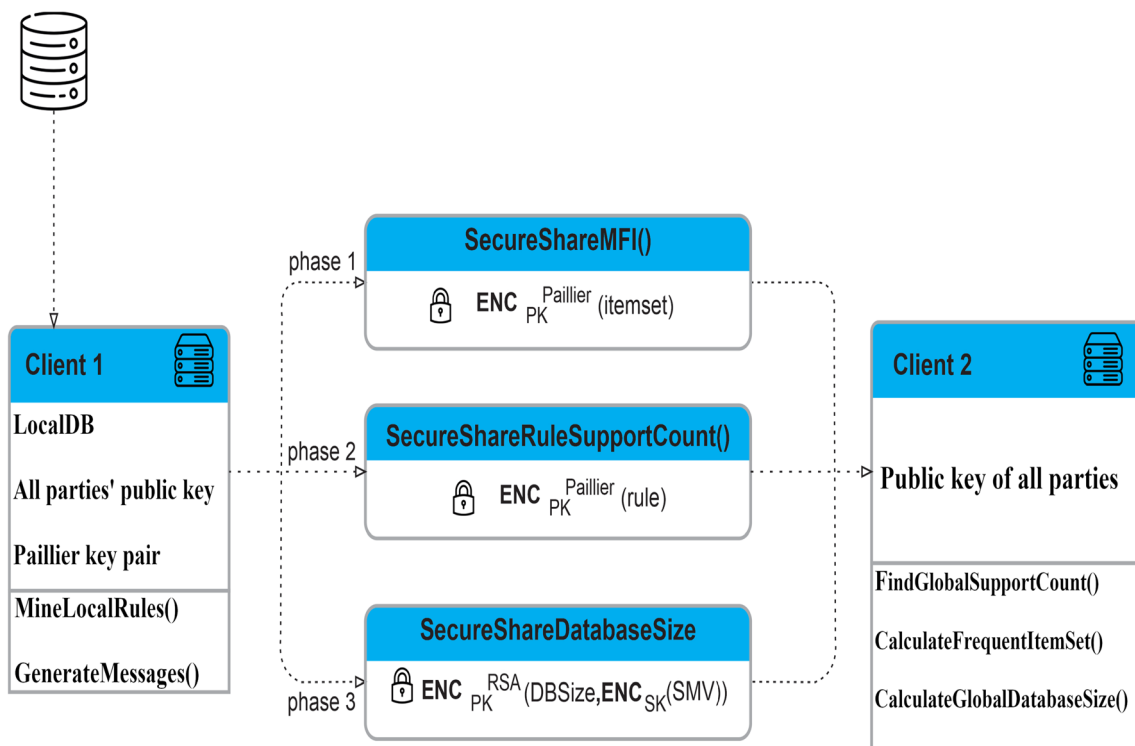 SecureShareMFI()
phase 1
ENC PK Paillier (itemset)
Client 1
LocalDB
All parties' public key
Paillier key pair
MineLocalRules()
GenerateMessages()
SecureShareRuleSupportCount()
phase 2
ENC PK Paillier (rule)
SecureShareDatabaseSize
phase 3
ENC PK RSA (DBSize,ENC SK (SMV))
Client 2
Public key of all parties
FindGlobalSupportCount()
CalculateFrequentItemSet()
CalculateGlobalDatabaseSize()